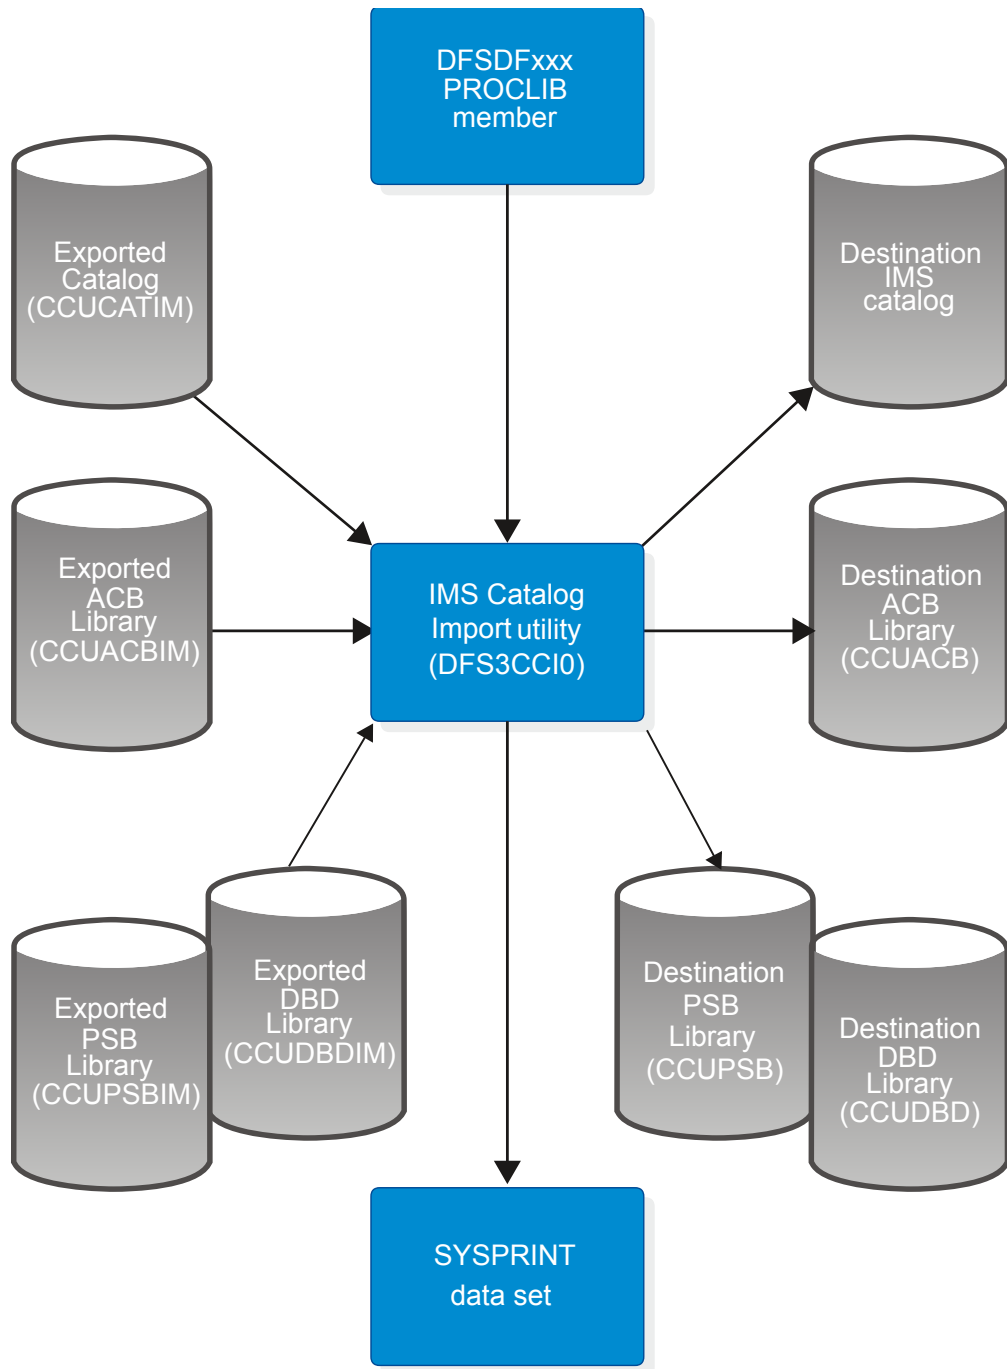 DFSDFxxx
PROCLIB
member
Exported
Catalog
(CCUCATIM)
Destination
IMS
catalog
Exported
ACB
Library
(CCUACBIM)
IMS Catalog
Import utility
(DFS3CCI0)
Destination
ACB
Library
(CCUACB)
Exported
PSB
Library
(CCUPSBIM)
Exported
DBD
Library
(CCUDBDIM)
Destination
PSB
Library
(CCUPSB)
Destination
DBD
Library
(CCUDBD)
SYSPRINT
data set